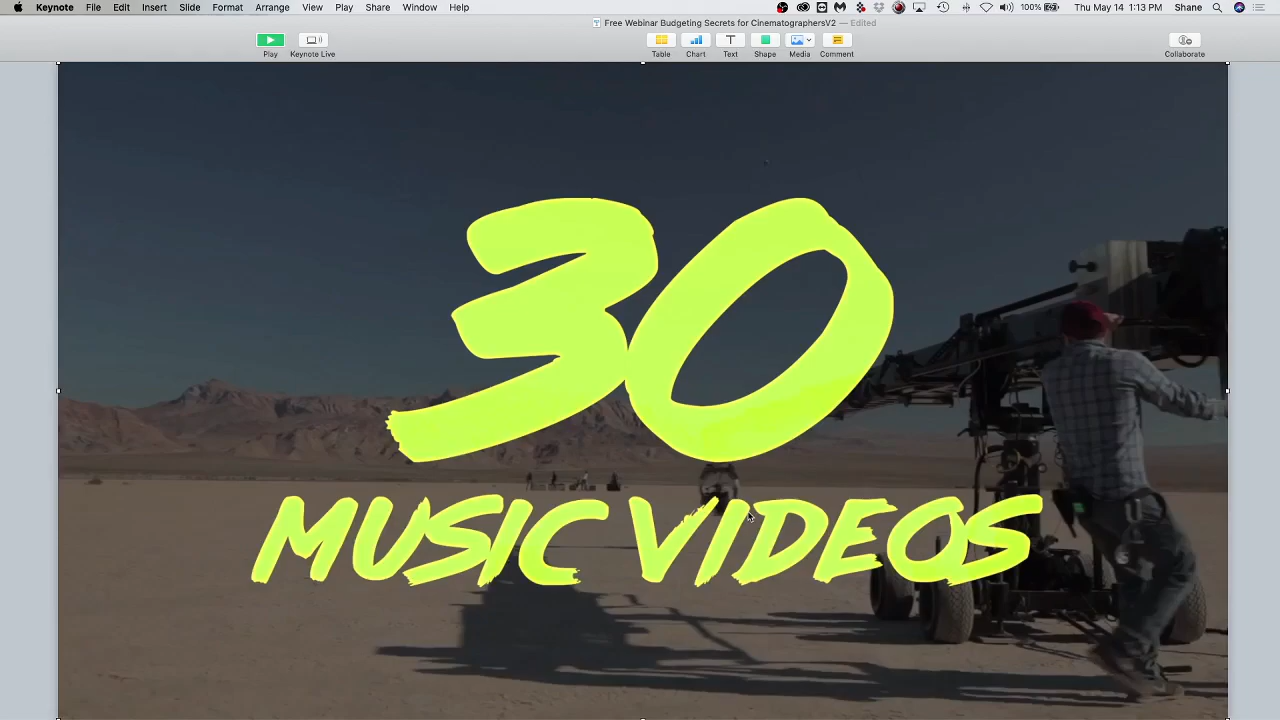 Keynote File Edit Insert Slide Format Arrange View Play Share Window Help 100% Thu May 14 1:13 PM Shane
Free Webinar Budgeting Secrets for CinematographersV2 — Edited
Play Keynote Live Table Chart Text Shape Media Comment Collaborate
30
MUSIC VIDEOS